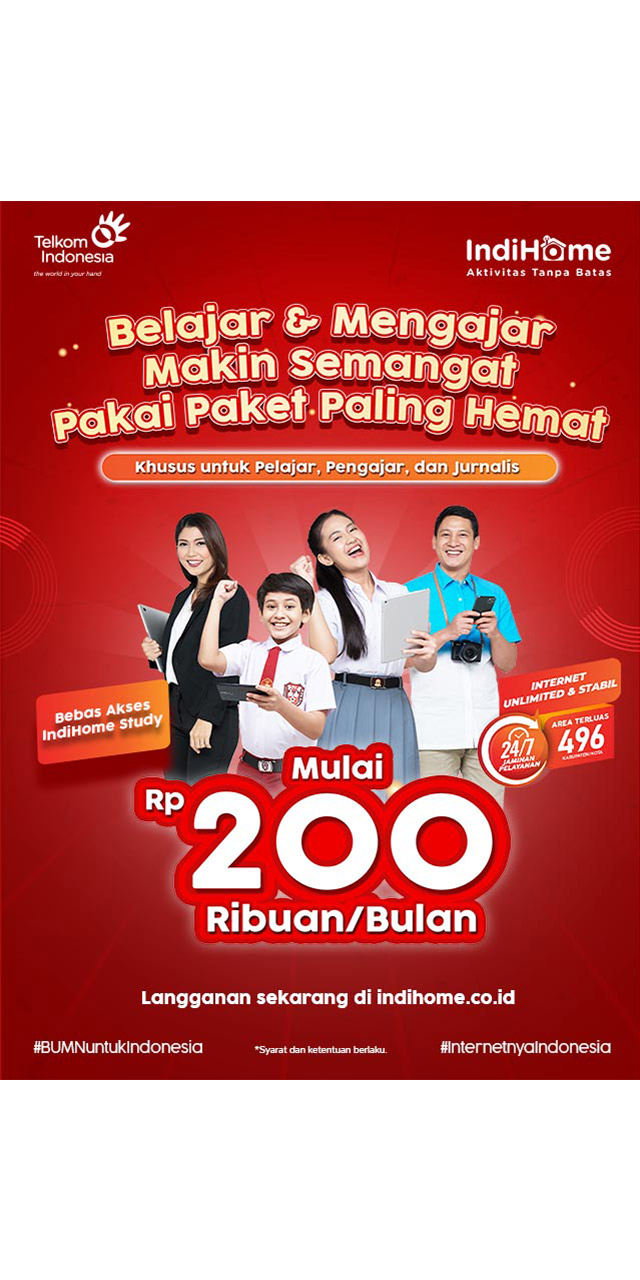 Telkom
Indonesia
the world in your hand
IndiHome
Aktivitas Tanpa Batas
Belajar & Mengajar
Makin Semangat
Pakai Paket Paling Hemat
Khusus untuk Pelajar, Pengajar, dan Jurnalis
Bebas Akses
IndiHome Study
INTERNET
UNLIMITED & STABIL
24/7
JAMINAN
PELAYANAN
AREA TERLUAS
496
KABUPATEN/KOTA
Mulai
Rp
200
Ribuan/Bulan
Langganan sekarang di indihome.co.id
#BUMNuntukIndonesia
*Syarat dan ketentuan berlaku.
#InternetnyaIndonesia